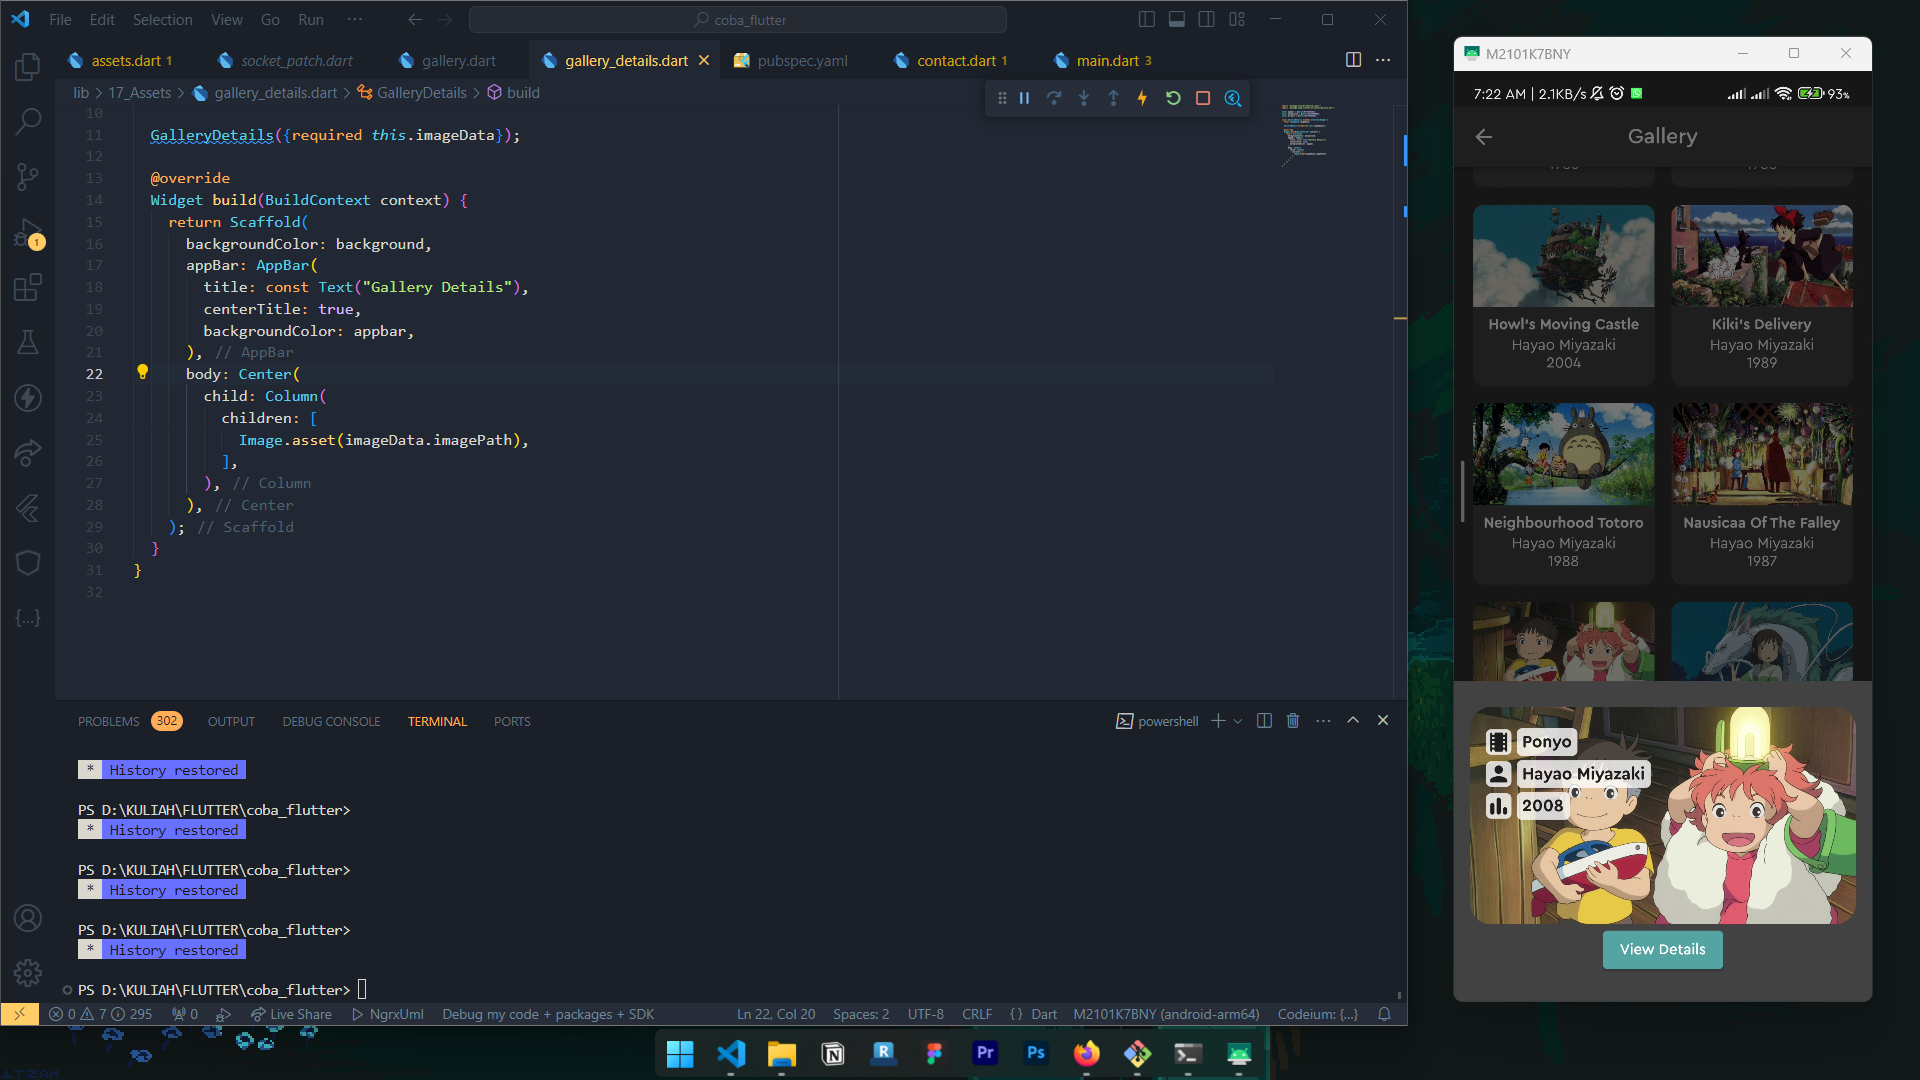 File Edit Selection View Go Run ··· coba_flutter
assets.dart 1 socket_patch.dart gallery.dart gallery_details.dart pubspec.yaml contact.dart 1 main.dart 3
lib > 17_Assets > gallery_details.dart > GalleryDetails > build
10
11 GalleryDetails({required this.imageData});
12
13 @override
14 Widget build(BuildContext context) {
15 return Scaffold(
16 backgroundColor: background,
17 appBar: AppBar(
18 title: const Text("Gallery Details"),
19 centerTitle: true,
20 backgroundColor: appbar,
21 ), // AppBar
22 body: Center(
23 child: Column(
24 children: [
25 Image.asset(imageData.imagePath),
26 ],
27 ), // Column
28 ), // Center
29 ); // Scaffold
30 }
31 }
32
PROBLEMS 302 OUTPUT DEBUG CONSOLE TERMINAL PORTS powershell
* History restored
PS D:\KULIAH\FLUTTER\coba_flutter>
* History restored
PS D:\KULIAH\FLUTTER\coba_flutter>
* History restored
PS D:\KULIAH\FLUTTER\coba_flutter>
* History restored
PS D:\KULIAH\FLUTTER\coba_flutter>
0 7 295 0 Live Share NgrxUml Debug my code + packages + SDK Ln 22, Col 20 Spaces: 2 UTF-8 CRLF {} Dart M2101K7BNY (android-arm64) Codeium: {...}
1
M2101K7BNY
7:22 AM | 2.1KB/s 93%
Gallery
Howl's Moving Castle
Hayao Miyazaki
2004
Kiki's Delivery
Hayao Miyazaki
1989
Neighbourhood Totoro
Hayao Miyazaki
1988
Nausicaa Of The Falley
Hayao Miyazaki
1987
Ponyo
Hayao Miyazaki
2008
View Details
N R Pr Ps